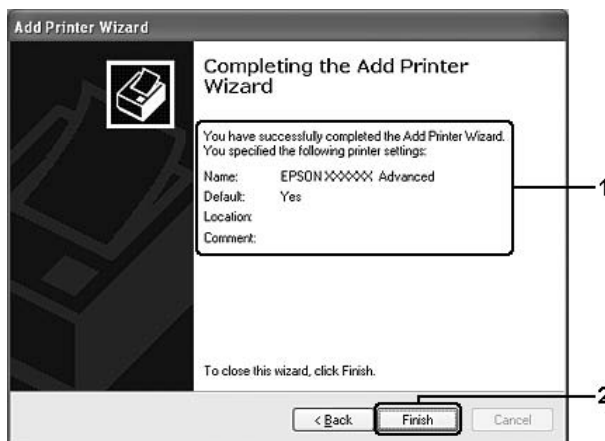 Add Printer Wizard
Completing the Add Printer
Wizard
You have successfully completed the Add Printer Wizard.
You specified the following printer settings:
Name: EPSON XXXXXX Advanced
Default: Yes
Location:
Comment:
1
To close this wizard, click Finish.
2
< Back Finish Cancel